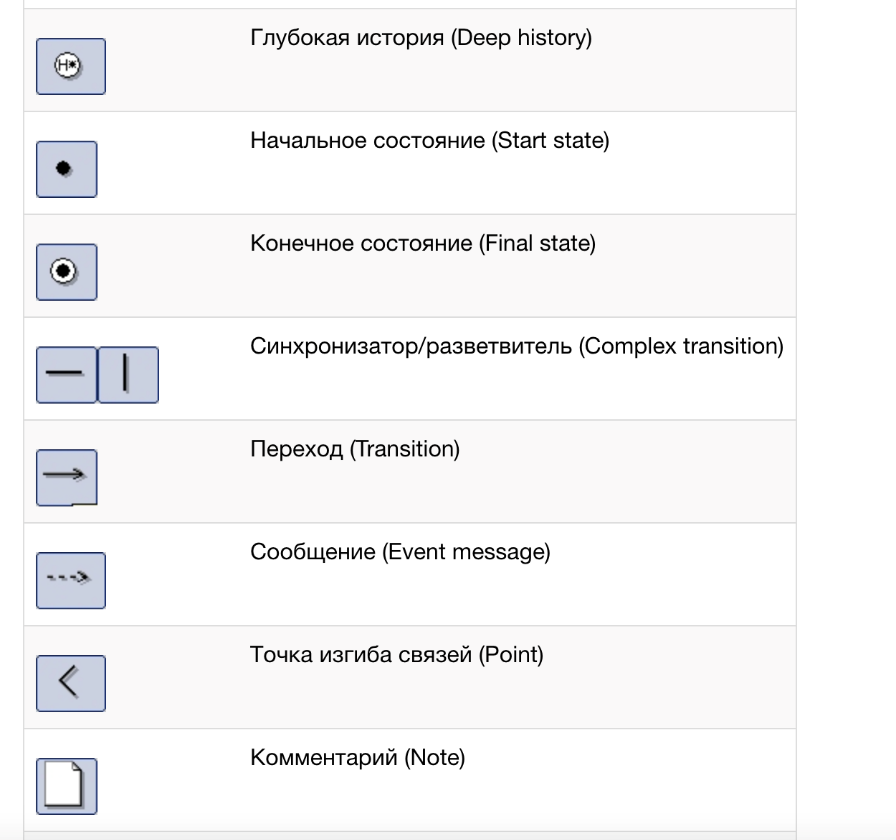 Глубокая история (Deep history)
H*
Начальное состояние (Start state)
Конечное состояние (Final state)
Синхронизатор/разветвитель (Complex transition)
Переход (Transition)
Сообщение (Event message)
Точка изгиба связей (Point)
Комментарий (Note)